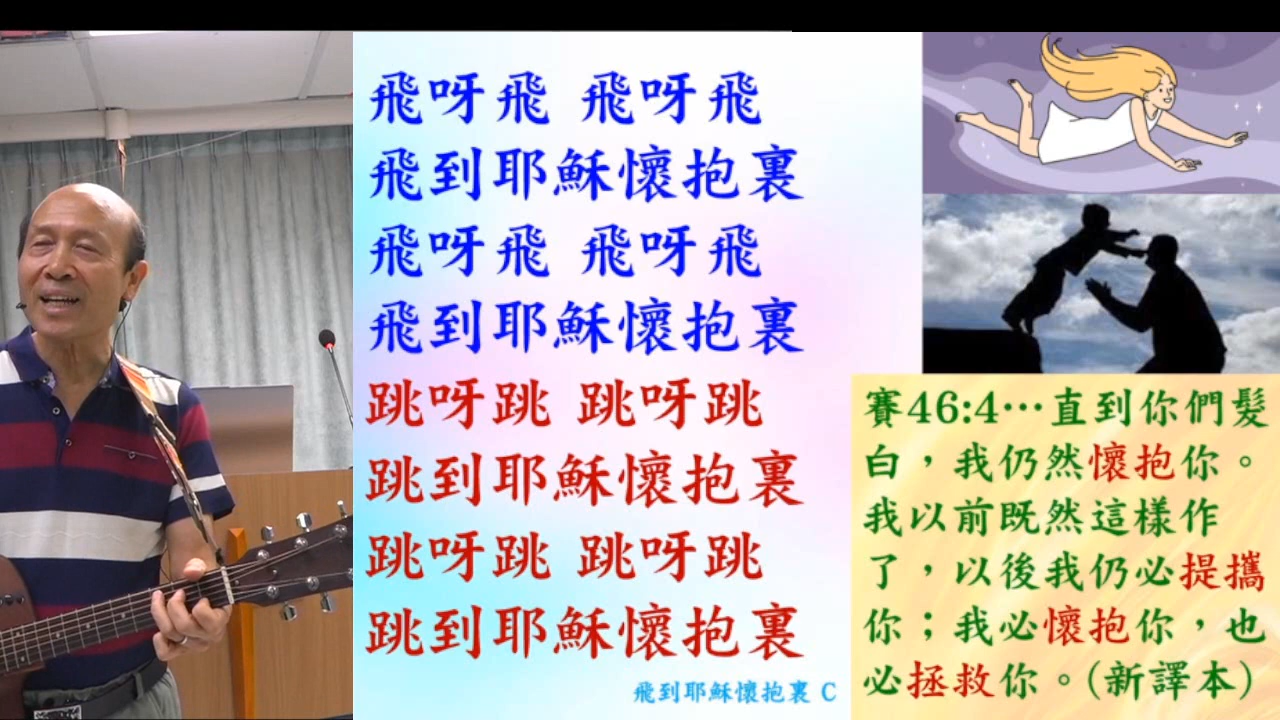 飛呀飛 飛呀飛
飛到耶穌懷抱裏
飛呀飛 飛呀飛
飛到耶穌懷抱裏
跳呀跳 跳呀跳
跳到耶穌懷抱裏
跳呀跳 跳呀跳
跳到耶穌懷抱裏
飛到耶穌懷抱裏 C
賽46:4…直到你們髮
白，我仍然懷抱你。
我以前既然這樣作
了，以後我仍必提攜
你；我必懷抱你，也
必拯救你。(新譯本)